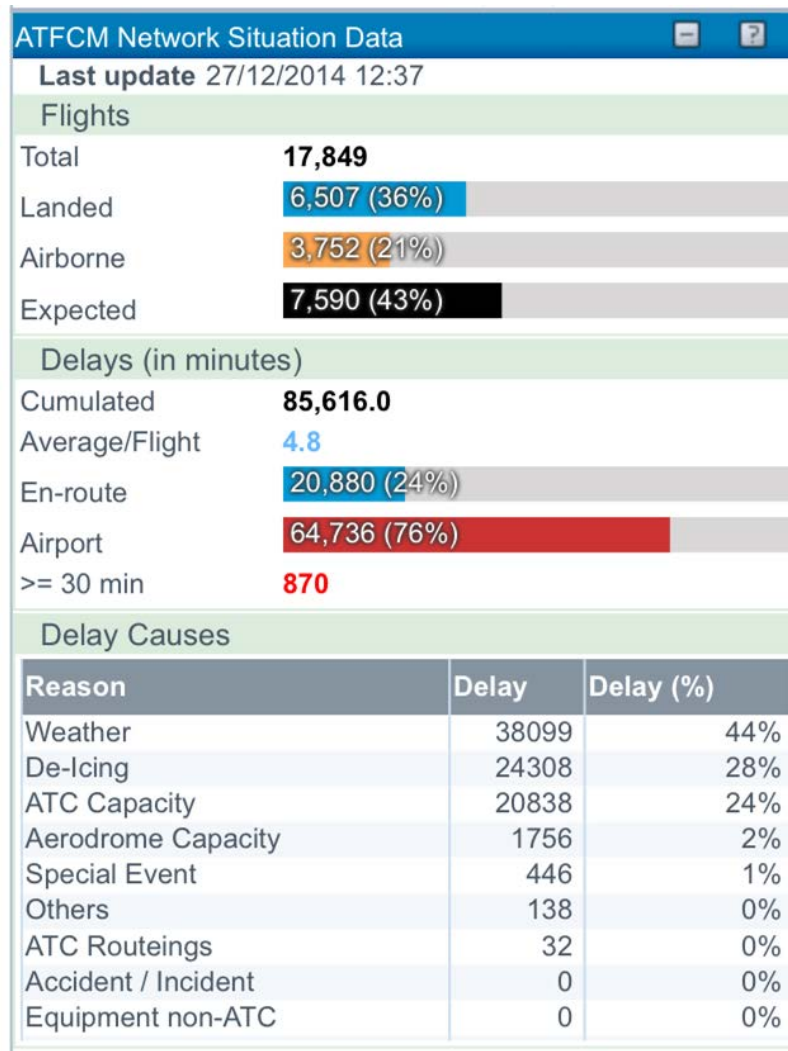 ATFCM Network Situation Data
Last update 27/12/2014 12:37
Flights
Total 17,849
Landed 6,507 (36%)
Airborne 3,752 (21%)
Expected 7,590 (43%)
Delays (in minutes)
Cumulated 85,616.0
Average/Flight 4.8
En-route 20,880 (24%)
Airport 64,736 (76%)
>= 30 min 870
Delay Causes
Reason Delay Delay (%)
Weather 38099 44%
De-Icing 24308 28%
ATC Capacity 20838 24%
Aerodrome Capacity 1756 2%
Special Event 446 1%
Others 138 0%
ATC Routeings 32 0%
Accident / Incident 0 0%
Equipment non-ATC 0 0%